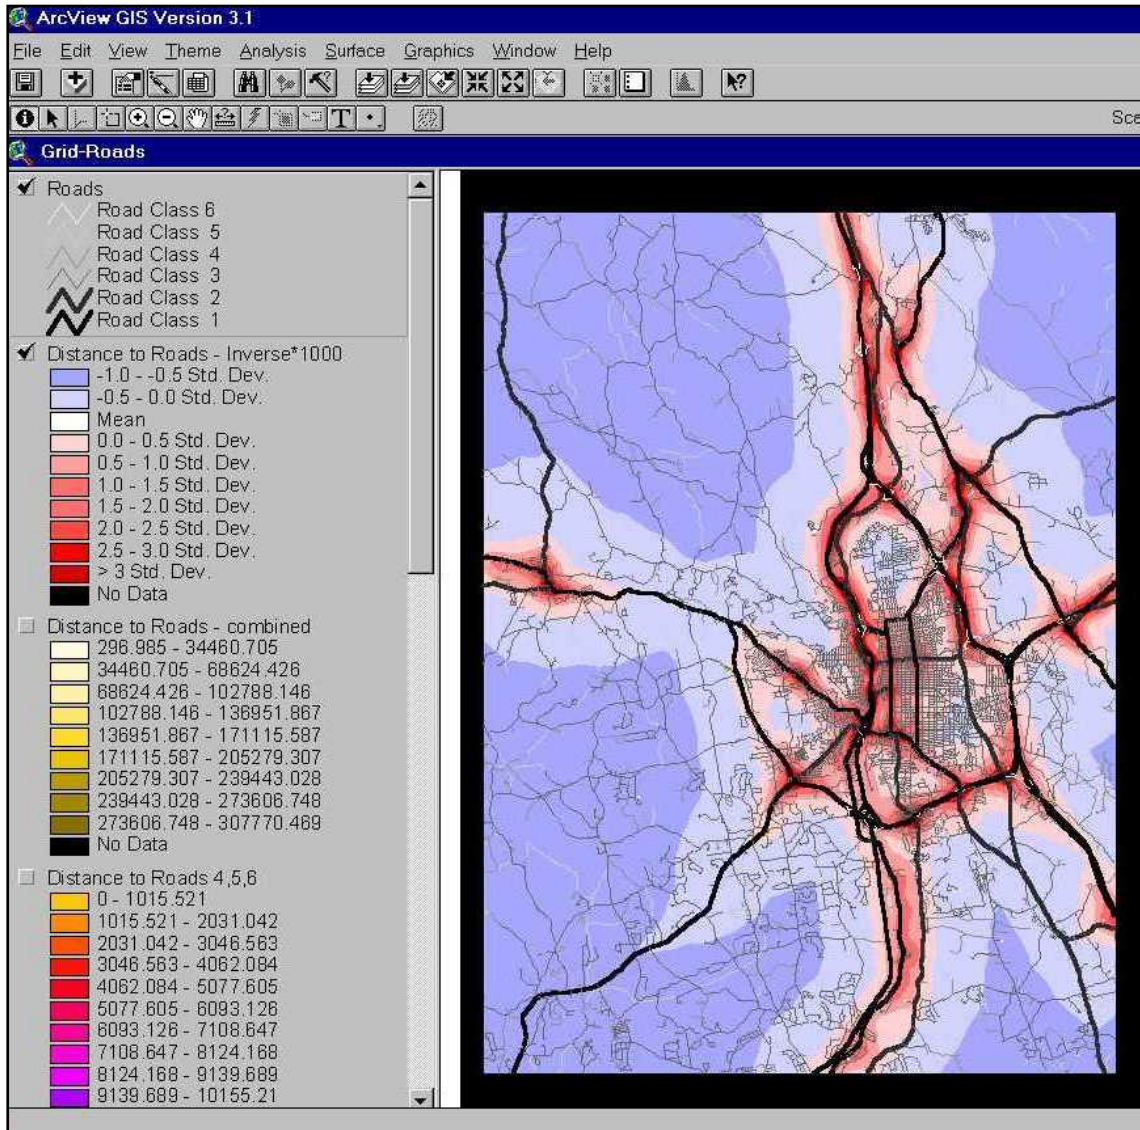 ArcView GIS Version 3.1
File Edit View Theme Analysis Surface Graphics Window Help
T
Sce
Grid-Roads
Roads
Road Class 6
Road Class 5
Road Class 4
Road Class 3
Road Class 2
Road Class 1
Distance to Roads - Inverse*1000
-1.0 - -0.5 Std. Dev.
-0.5 - 0.0 Std. Dev.
Mean
0.0 - 0.5 Std. Dev.
0.5 - 1.0 Std. Dev.
1.0 - 1.5 Std. Dev.
1.5 - 2.0 Std. Dev.
2.0 - 2.5 Std. Dev.
2.5 - 3.0 Std. Dev.
> 3 Std. Dev.
No Data
Distance to Roads - combined
296.985 - 34460.705
34460.705 - 68624.426
68624.426 - 102788.146
102788.146 - 136951.867
136951.867 - 171115.587
171115.587 - 205279.307
205279.307 - 239443.028
239443.028 - 273606.748
273606.748 - 307770.469
No Data
Distance to Roads 4,5,6
0 - 1015.521
1015.521 - 2031.042
2031.042 - 3046.563
3046.563 - 4062.084
4062.084 - 5077.605
5077.605 - 6093.126
6093.126 - 7108.647
7108.647 - 8124.168
8124.168 - 9139.689
9139.689 - 10155.21